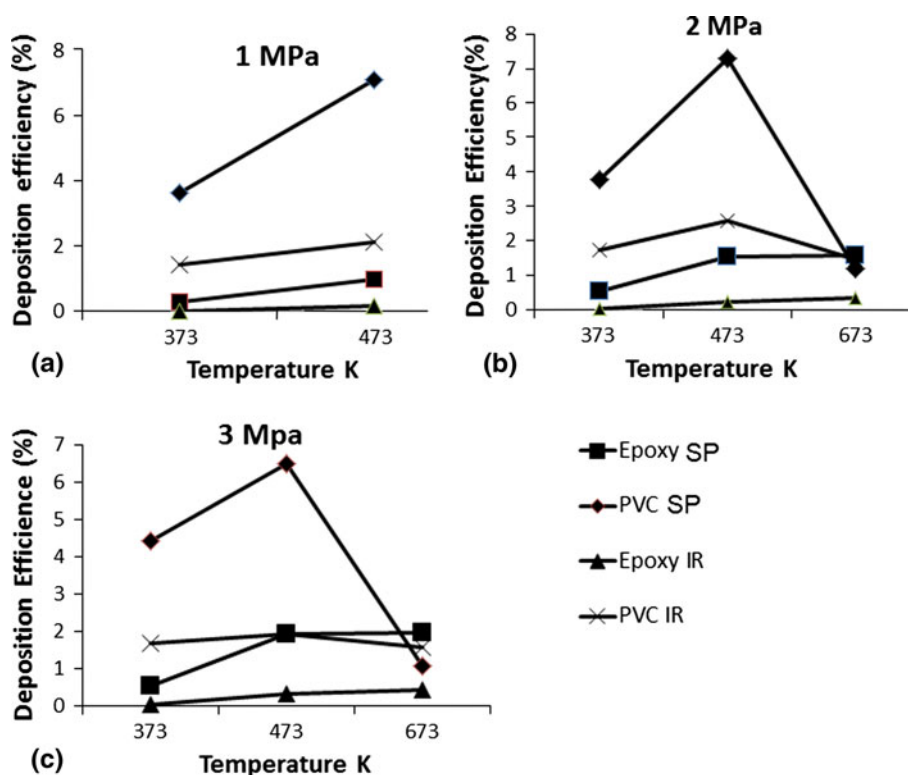 1 MPa
Deposition efficiency (%)
8
6
4
2
0
373 473
Temperature K
(a)
2 MPa
Deposition Efficiency(%)
8
7
6
5
4
3
2
1
0
373 473 673
Temperature K
(b)
3 Mpa
Deposition Efficience (%)
7
6
5
4
3
2
1
0
373 473 673
Temperature K
(c)
Epoxy SP
PVC SP
Epoxy IR
PVC IR